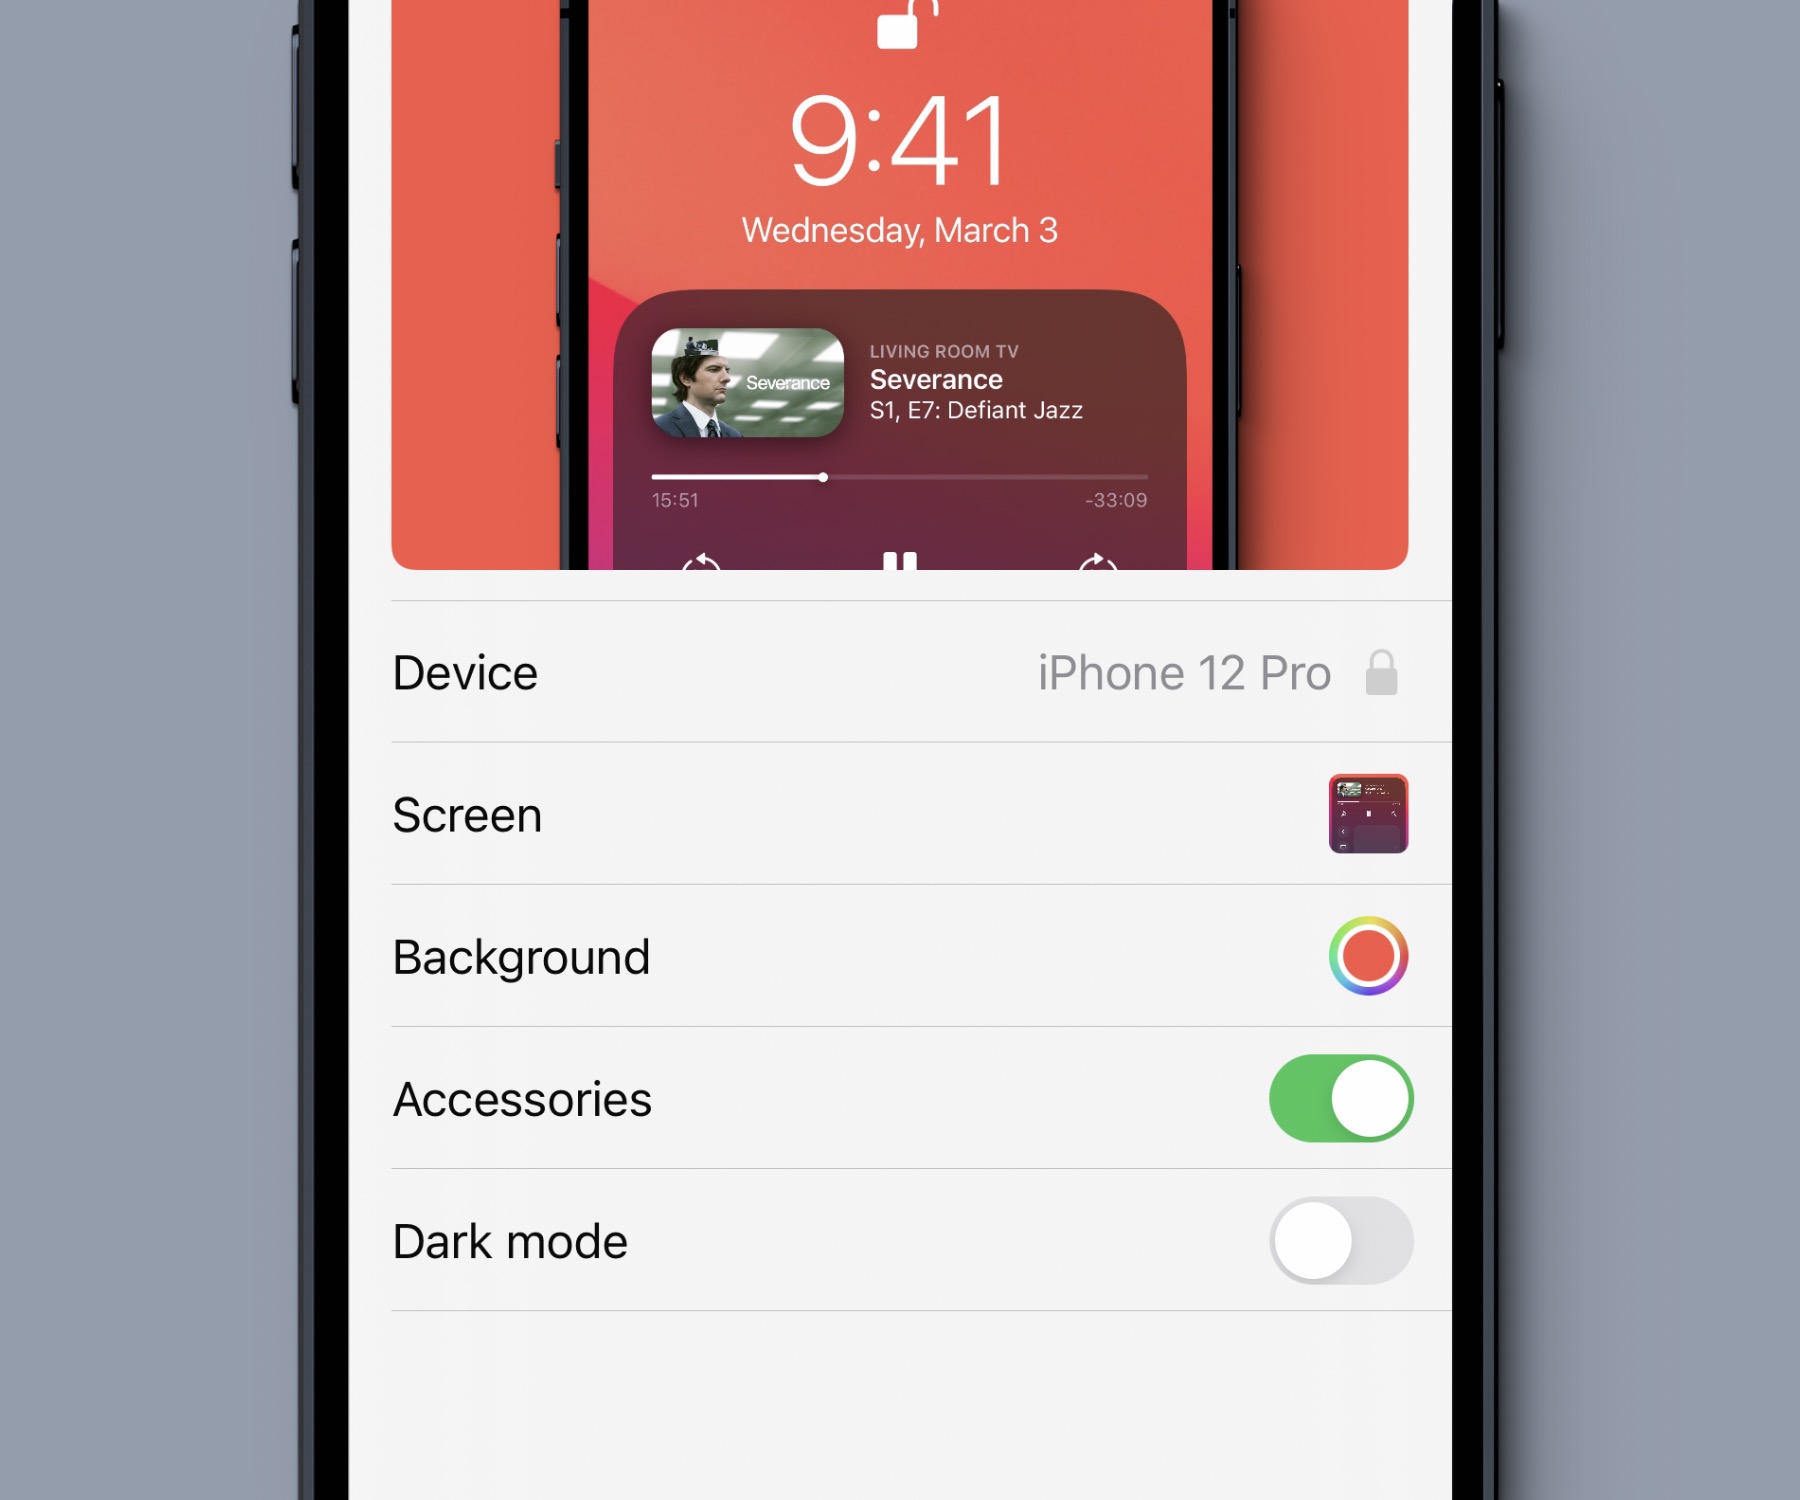 9:41
Wednesday, March 3
LIVING ROOM TV
Severance
Severance
S1, E7: Defiant Jazz
15:51
-33:09
Device
iPhone 12 Pro
Screen
Background
Accessories
Dark mode